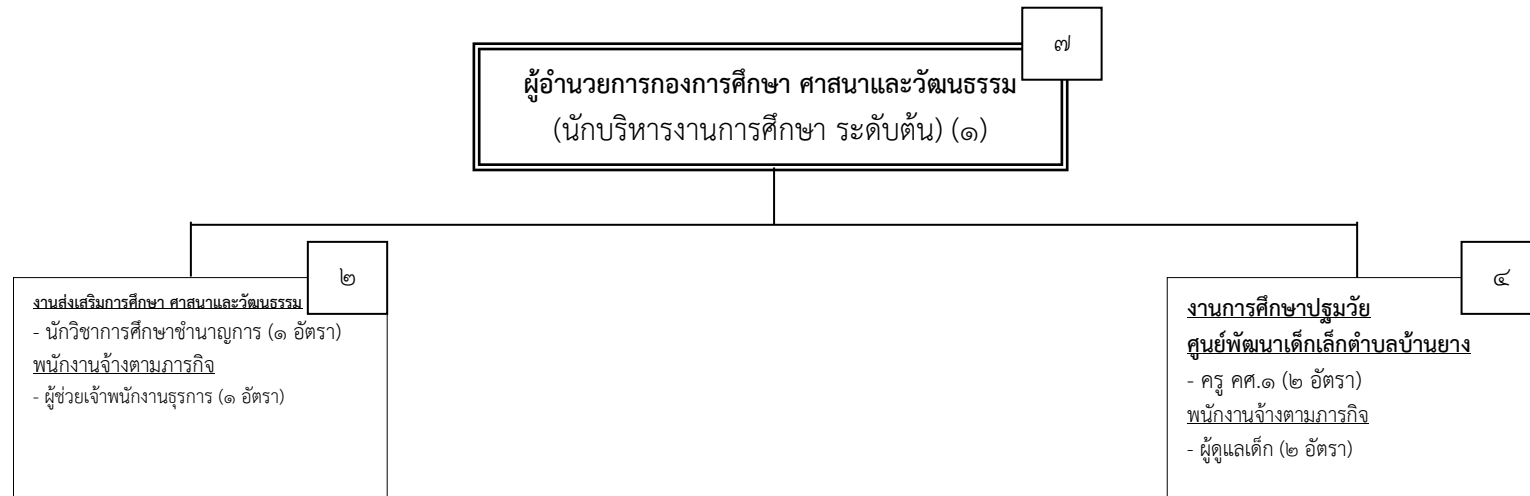 ๗
ผู้อำนวยการกองการศึกษา ศาสนาและวัฒนธรรม
(นักบริหารงานการศึกษา ระดับต้น) (๑)
๒
งานส่งเสริมการศึกษา ศาสนาและวัฒนธรรม
- นักวิชาการศึกษาชำนาญการ (๑ อัตรา)
พนักงานจ้างตามภารกิจ
- ผู้ช่วยเจ้าพนักงานธุรการ (๑ อัตรา)
๔
งานการศึกษาปฐมวัย
ศูนย์พัฒนาเด็กเล็กตำบลบ้านยาง
- ครู คศ.๑ (๒ อัตรา)
พนักงานจ้างตามภารกิจ
- ผู้ดูแลเด็ก (๒ อัตรา)